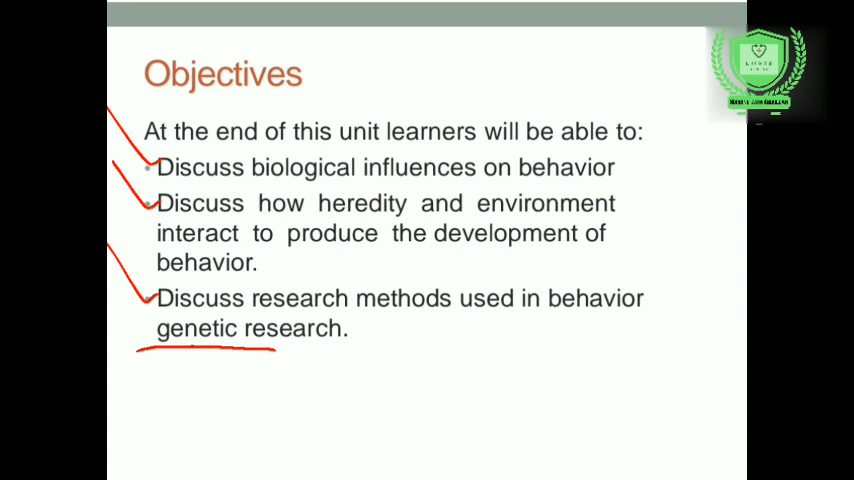 Objectives
At the end of this unit learners will be able to:
• Discuss biological influences on behavior
• Discuss how heredity and environment
interact to produce the development of
behavior.
• Discuss research methods used in behavior
genetic research.